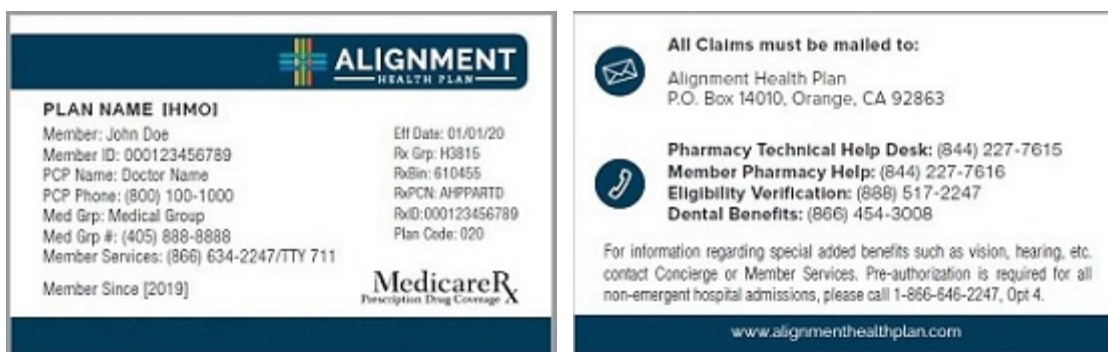 ALIGNMENT
HEALTH PLAN
PLAN NAME [HMO]
Member: John Doe
Member ID: 000123456789
PCP Name: Doctor Name
PCP Phone: (800) 100-1000
Med Grp: Medical Group
Med Grp #: (405) 888-8888
Member Services: (866) 634-2247/TTY 711
Member Since [2019]
Eff Date: 01/01/20
Rx Grp: H3815
RxBin: 610455
RxPCN: AHPPARTD
RxID:000123456789
Plan Code: 020
MedicareRx
Prescription Drug Coverage
All Claims must be mailed to:
Alignment Health Plan
P.O. Box 14010, Orange, CA 92863
Pharmacy Technical Help Desk: (844) 227-7615
Member Pharmacy Help: (844) 227-7616
Eligibility Verification: (888) 517-2247
Dental Benefits: (866) 454-3008
For information regarding special added benefits such as vision, hearing, etc.
contact Concierge or Member Services. Pre-authorization is required for all
non-emergent hospital admissions, please call 1-866-646-2247, Opt 4.
www.alignmenthealthplan.com